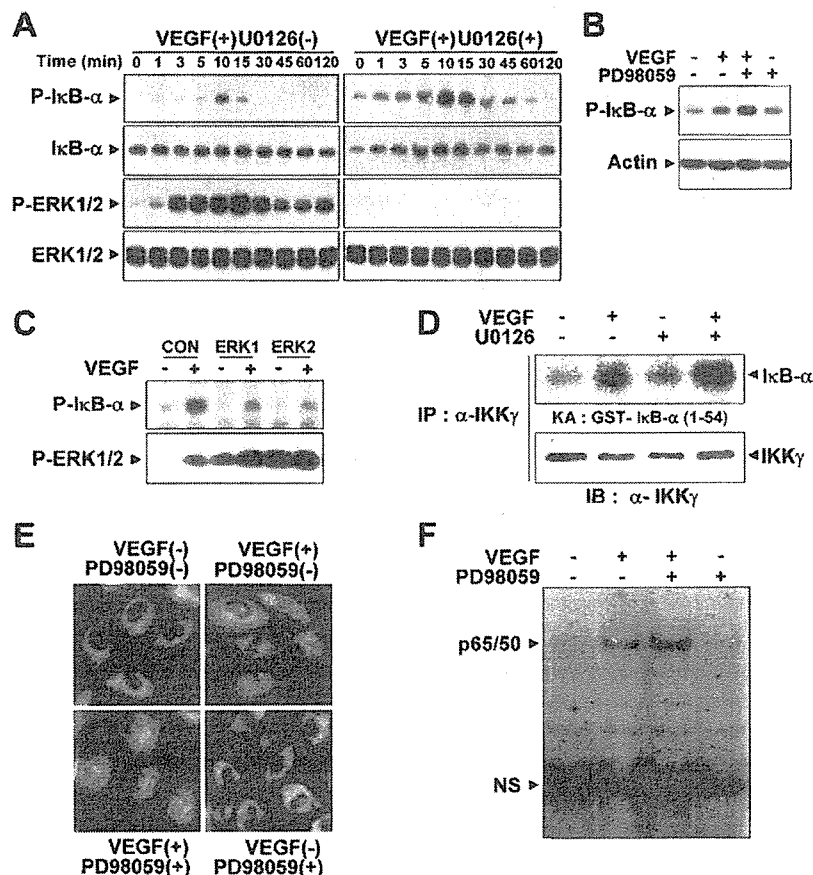 A
VEGF(+)U0126(-) VEGF(+)U0126(+)
Time (min) 0 1 3 5 10 15 30 45 60 120 0 1 3 5 10 15 30 45 60 120
P-IκB-α
IκB-α
P-ERK1/2
ERK1/2
B
VEGF - + + -
PD98059 - - + +
P-IκB-α
Actin
C
CON ERK1 ERK2
VEGF - + - + - +
P-IκB-α
P-ERK1/2
D
VEGF - + - +
U0126 - - + +
IκB-α
IP : α-IKKγ
KA : GST- IκB-α (1-54)
IKKγ
IB : α- IKKγ
E
VEGF(-) VEGF(+)
PD98059(-) PD98059(-)
VEGF(+) VEGF(-)
PD98059(+) PD98059(+)
F
VEGF - + + -
PD98059 - - + +
p65/50
NS